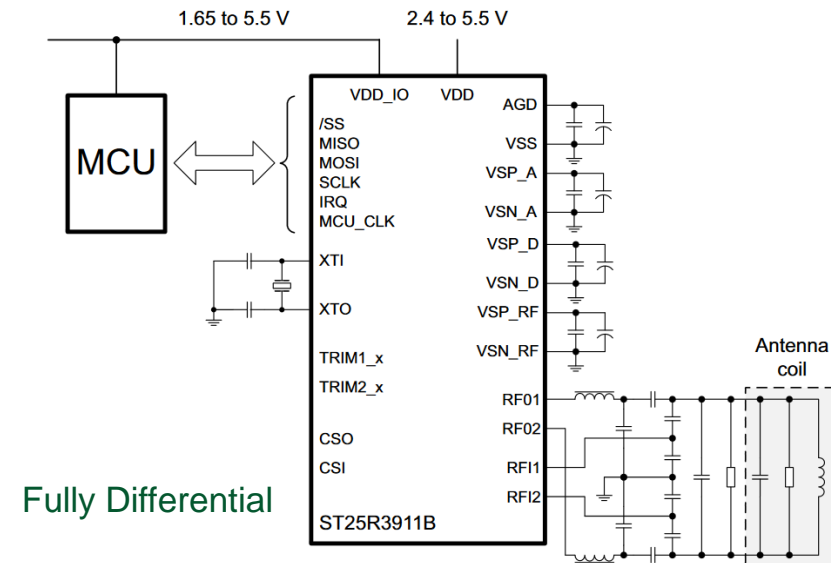 1.65 to 5.5 V
2.4 to 5.5 V
MCU
VDD_IO
VDD
/SS
MISO
MOSI
SCLK
IRQ
MCU_CLK
XTI
XTO
TRIM1_x
TRIM2_x
CSO
CSI
ST25R3911B
AGD
VSS
VSP_A
VSN_A
VSP_D
VSN_D
VSP_RF
VSN_RF
RF01
RF02
RFI1
RFI2
Antenna
coil
Fully Differential